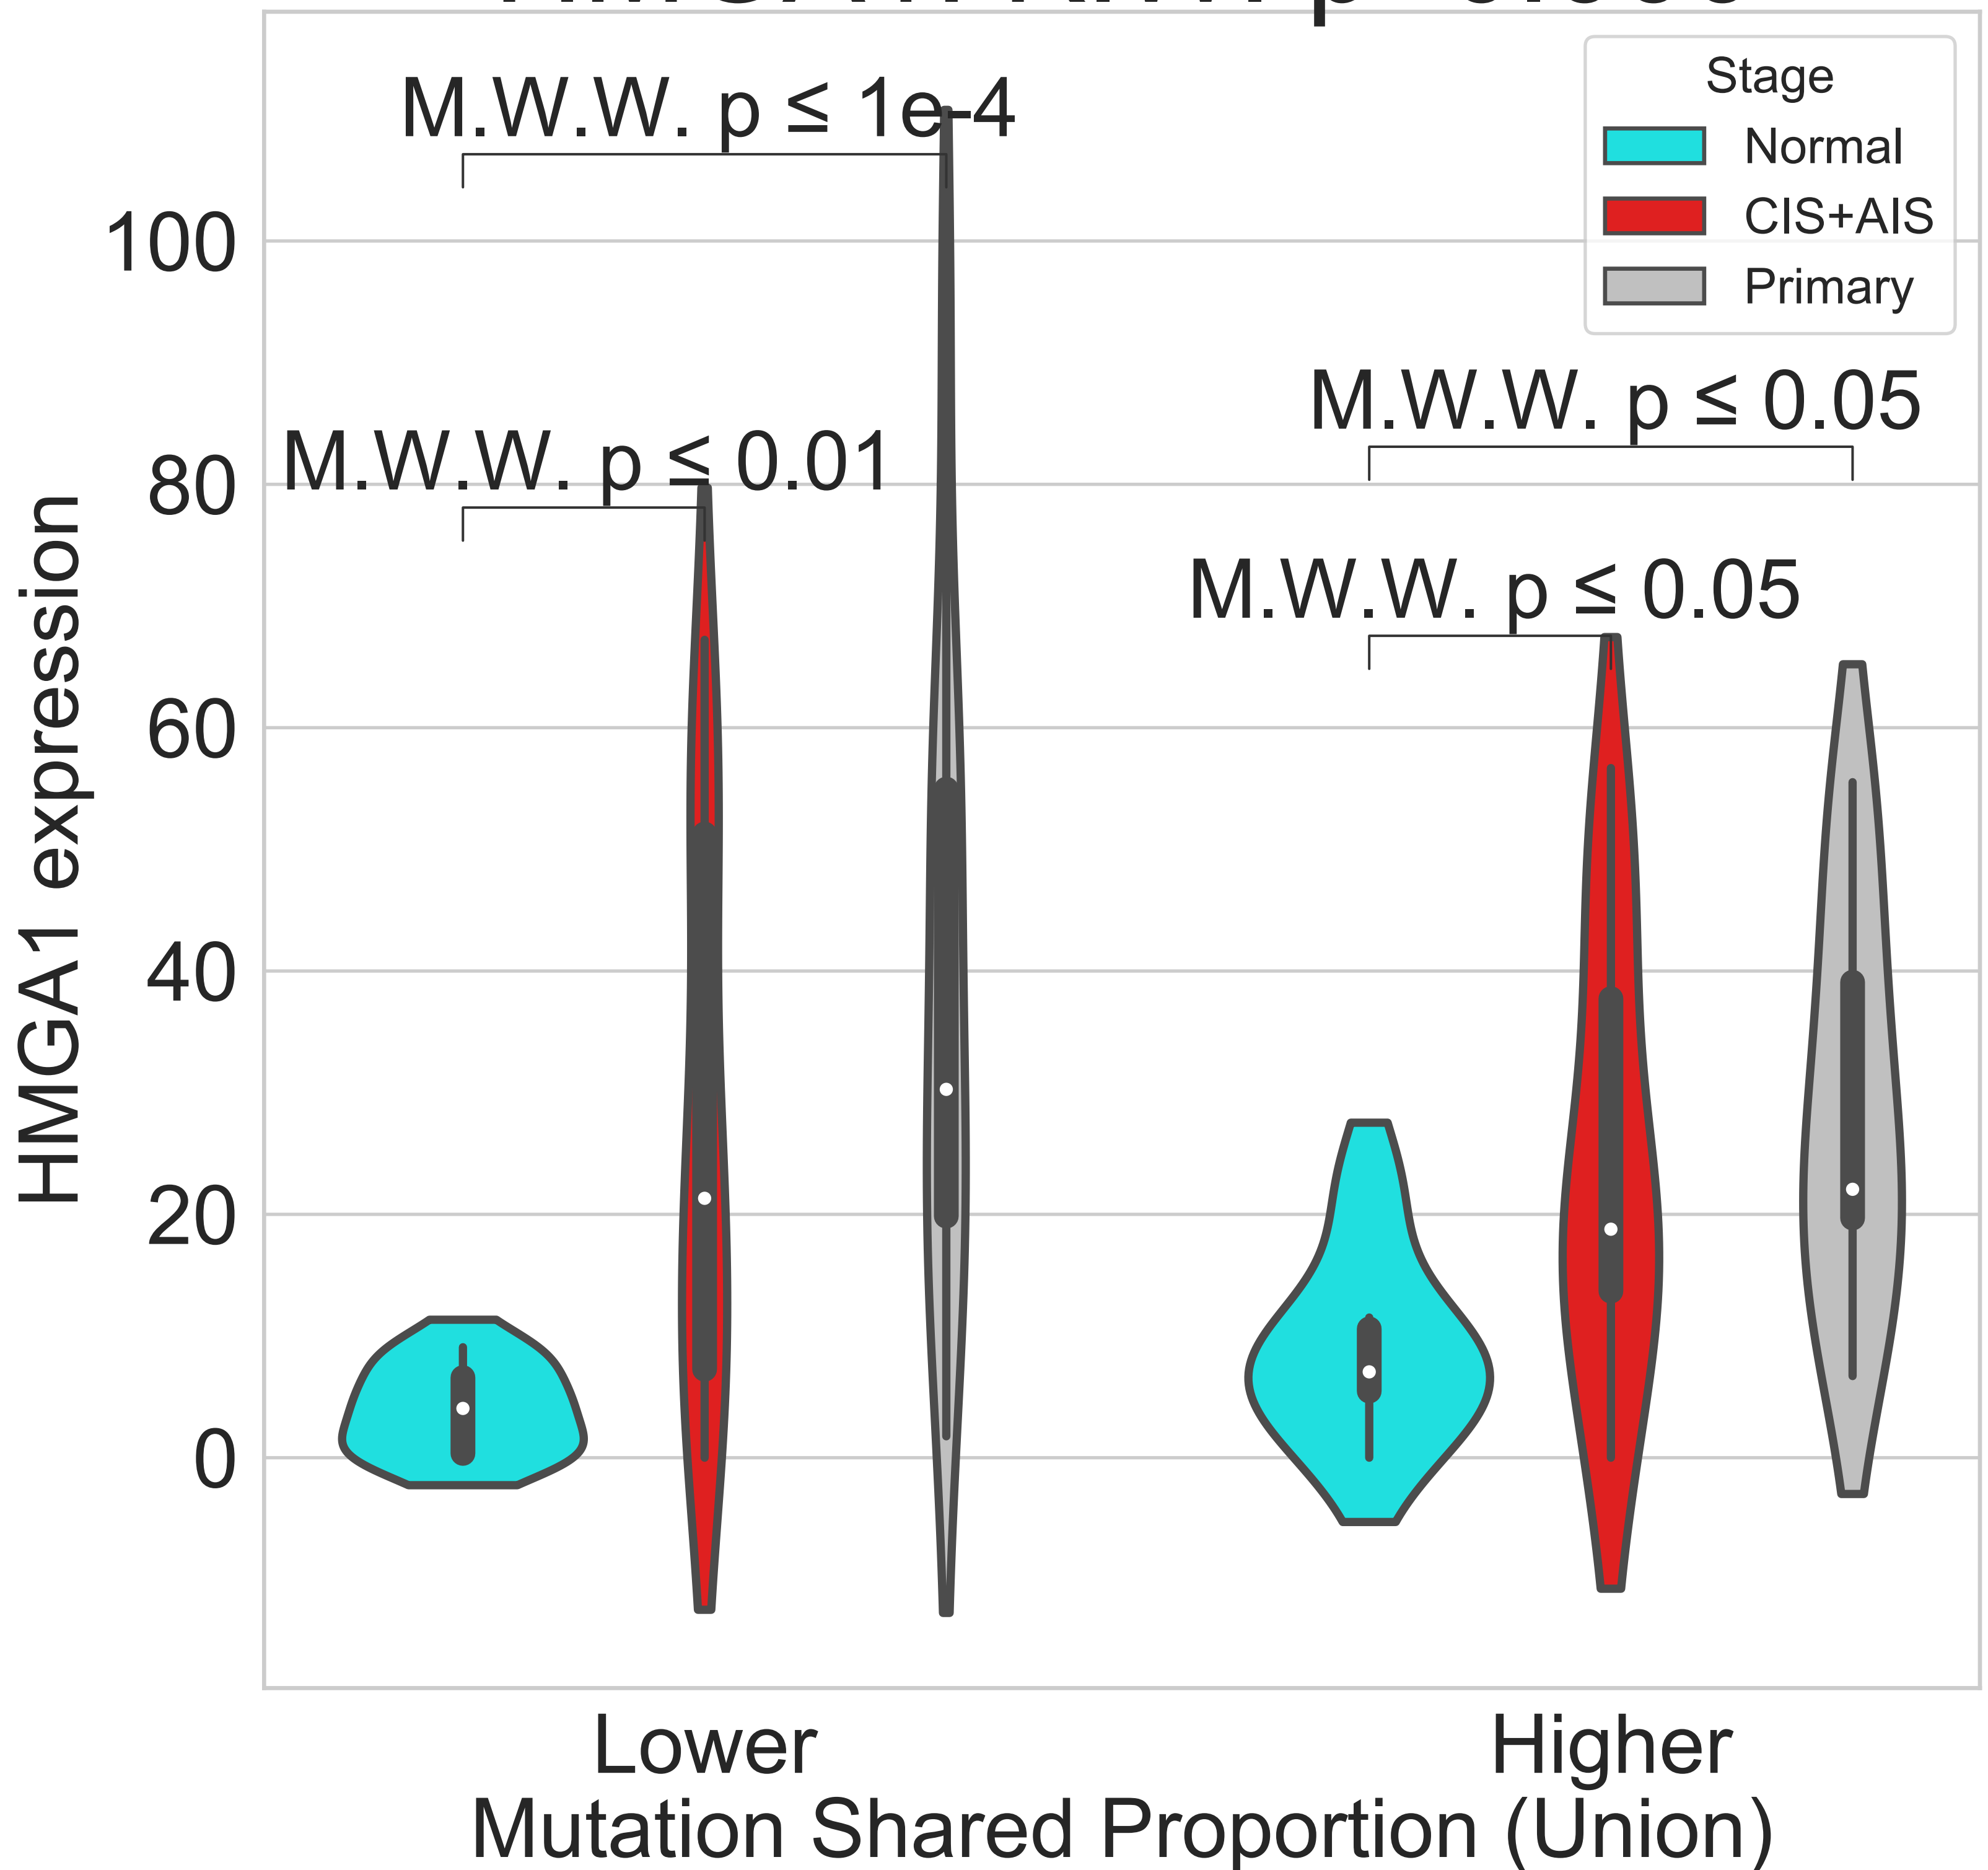 Stage
Normal
CIS+AIS
Primary
M.W.W. p ≤ 1e-4
M.W.W. p ≤ 0.01
M.W.W. p ≤ 0.05
M.W.W. p ≤ 0.05
100
80
60
40
20
0
HMGA1 expression
Lower
Higher
Mutation Shared Proportion (Union)